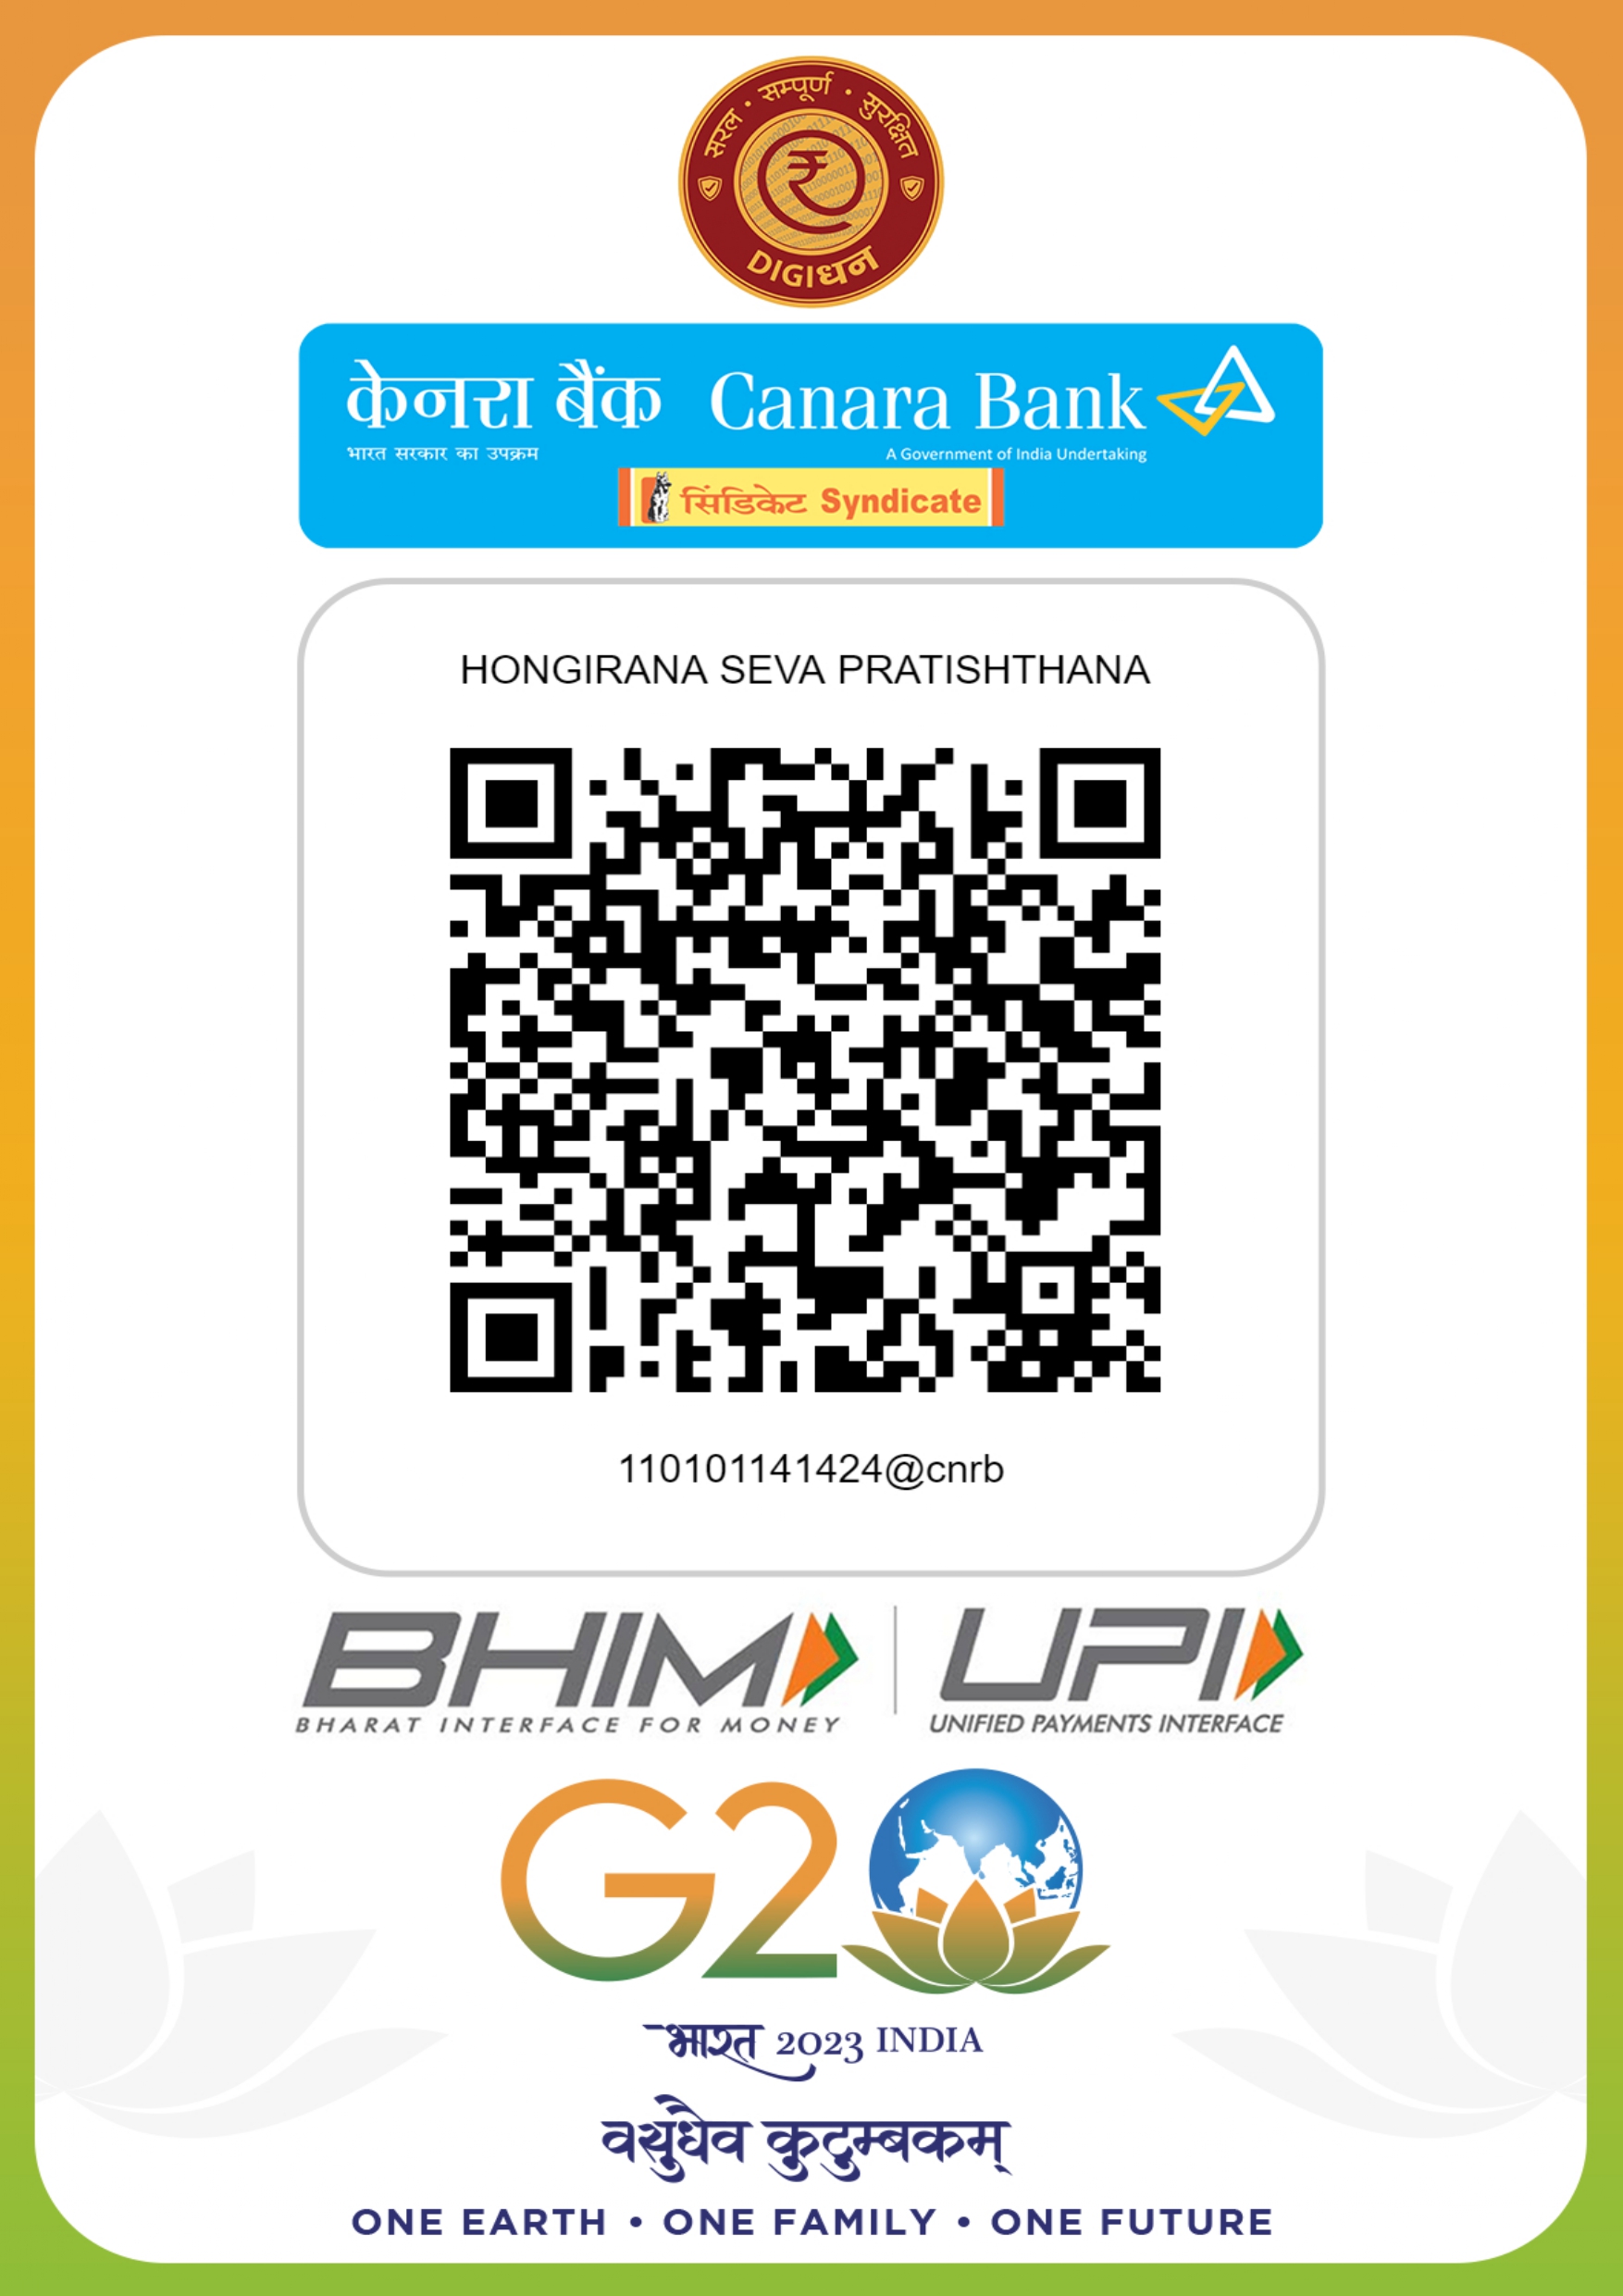 सरल • सम्पूर्ण • सुरक्षित
DIGIधन
केनरा बैंक Canara Bank
भारत सरकार का उपक्रम A Government of India Undertaking
सिंडिकेट Syndicate
HONGIRANA SEVA PRATISHTHANA
110101141424@cnrb
BHIM UPI
BHARAT INTERFACE FOR MONEY UNIFIED PAYMENTS INTERFACE
G20
भारत 2023 INDIA
वसुधैव कुटुम्बकम्
ONE EARTH • ONE FAMILY • ONE FUTURE